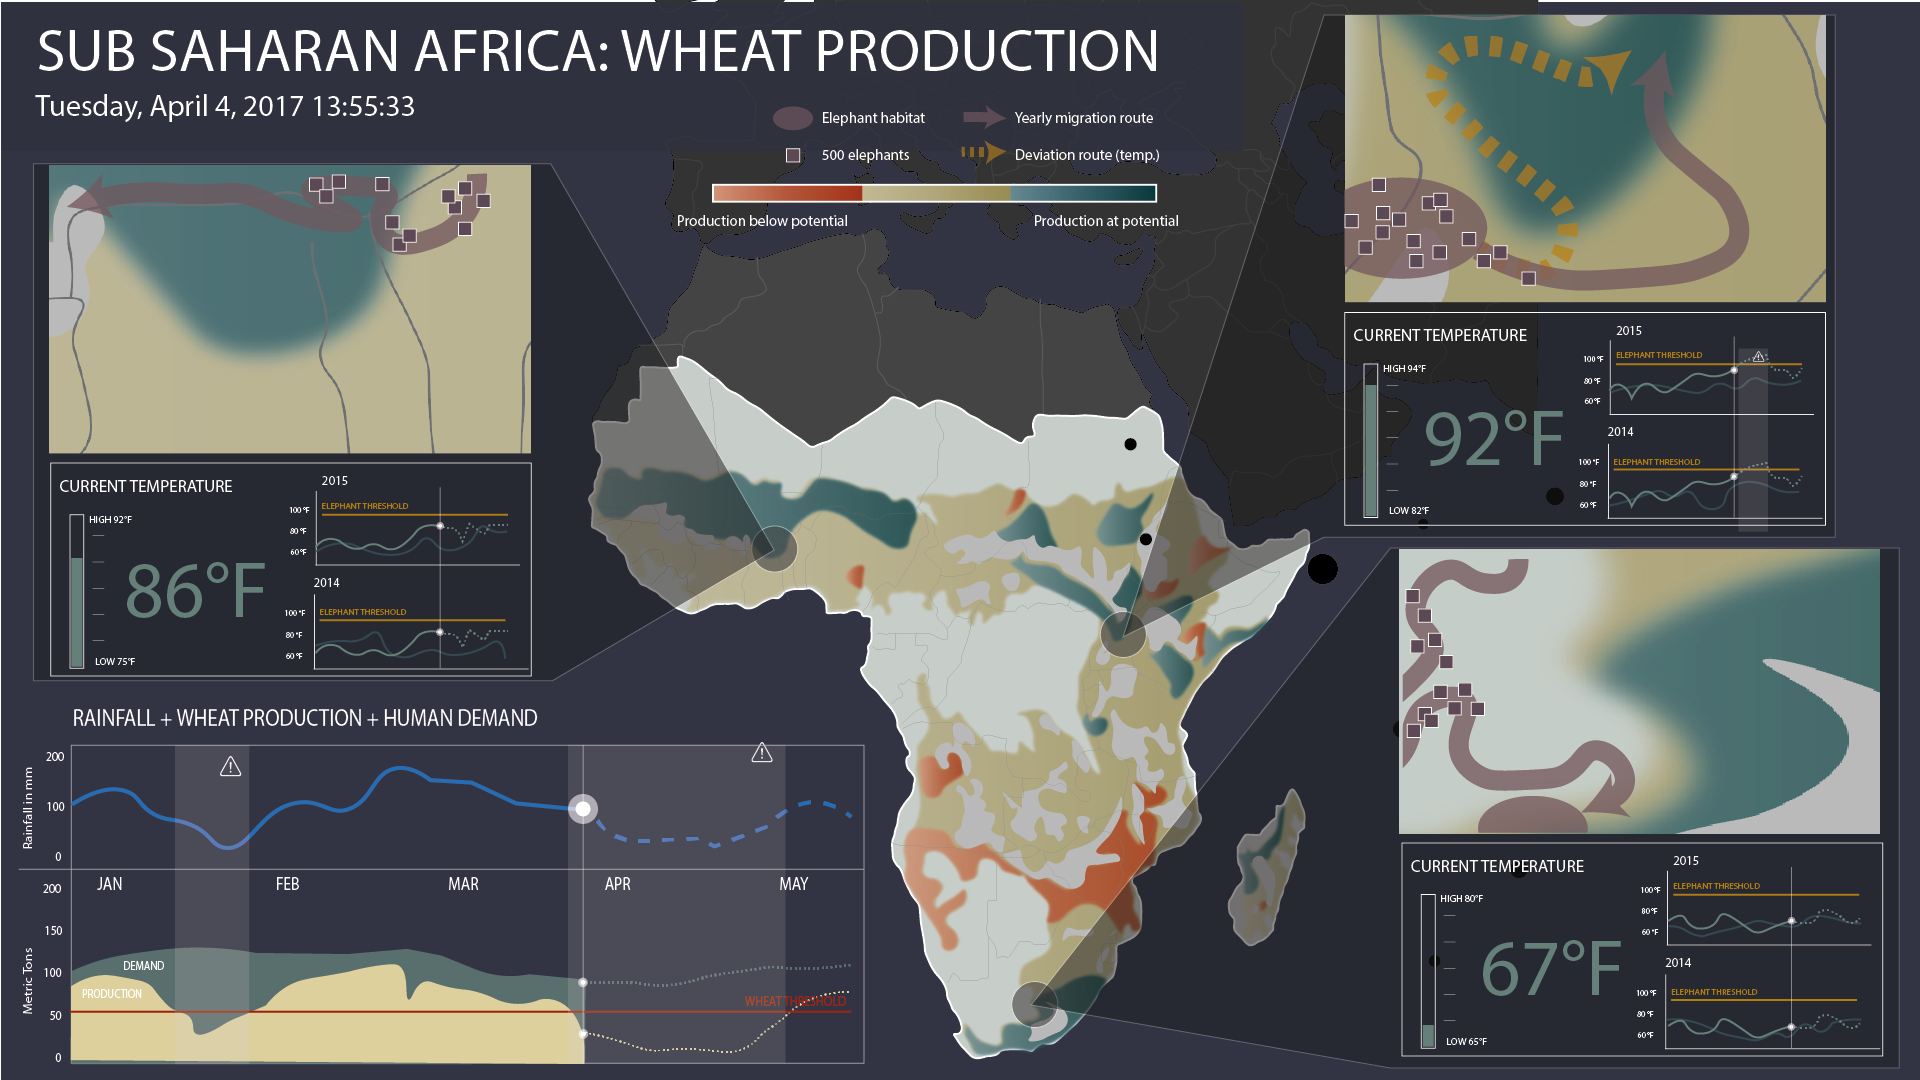 SUB SAHARAN AFRICA: WHEAT PRODUCTION
Tuesday, April 4, 2017 13:55:33
Elephant habitat
Yearly migration route
500 elephants
Deviation route (temp.)
Production below potential
Production at potential
CURRENT TEMPERATURE
HIGH 92°F
86°F
LOW 75°F
2015
ELEPHANT THRESHOLD
100 °F
80 °F
60 °F
2014
ELEPHANT THRESHOLD
100 °F
80 °F
60 °F
CURRENT TEMPERATURE
HIGH 94°F
92°F
LOW 82°F
2015
ELEPHANT THRESHOLD
100 °F
80 °F
60 °F
2014
ELEPHANT THRESHOLD
100 °F
80 °F
60 °F
CURRENT TEMPERATURE
HIGH 80°F
67°F
LOW 65°F
2015
ELEPHANT THRESHOLD
100 °F
80 °F
60 °F
2014
ELEPHANT THRESHOLD
100 °F
80 °F
60 °F
RAINFALL + WHEAT PRODUCTION + HUMAN DEMAND
Rainfall in mm
200
100
0
JAN
FEB
MAR
APR
MAY
Metric Tons
200
150
100
50
0
DEMAND
PRODUCTION
WHEAT THRESHOLD